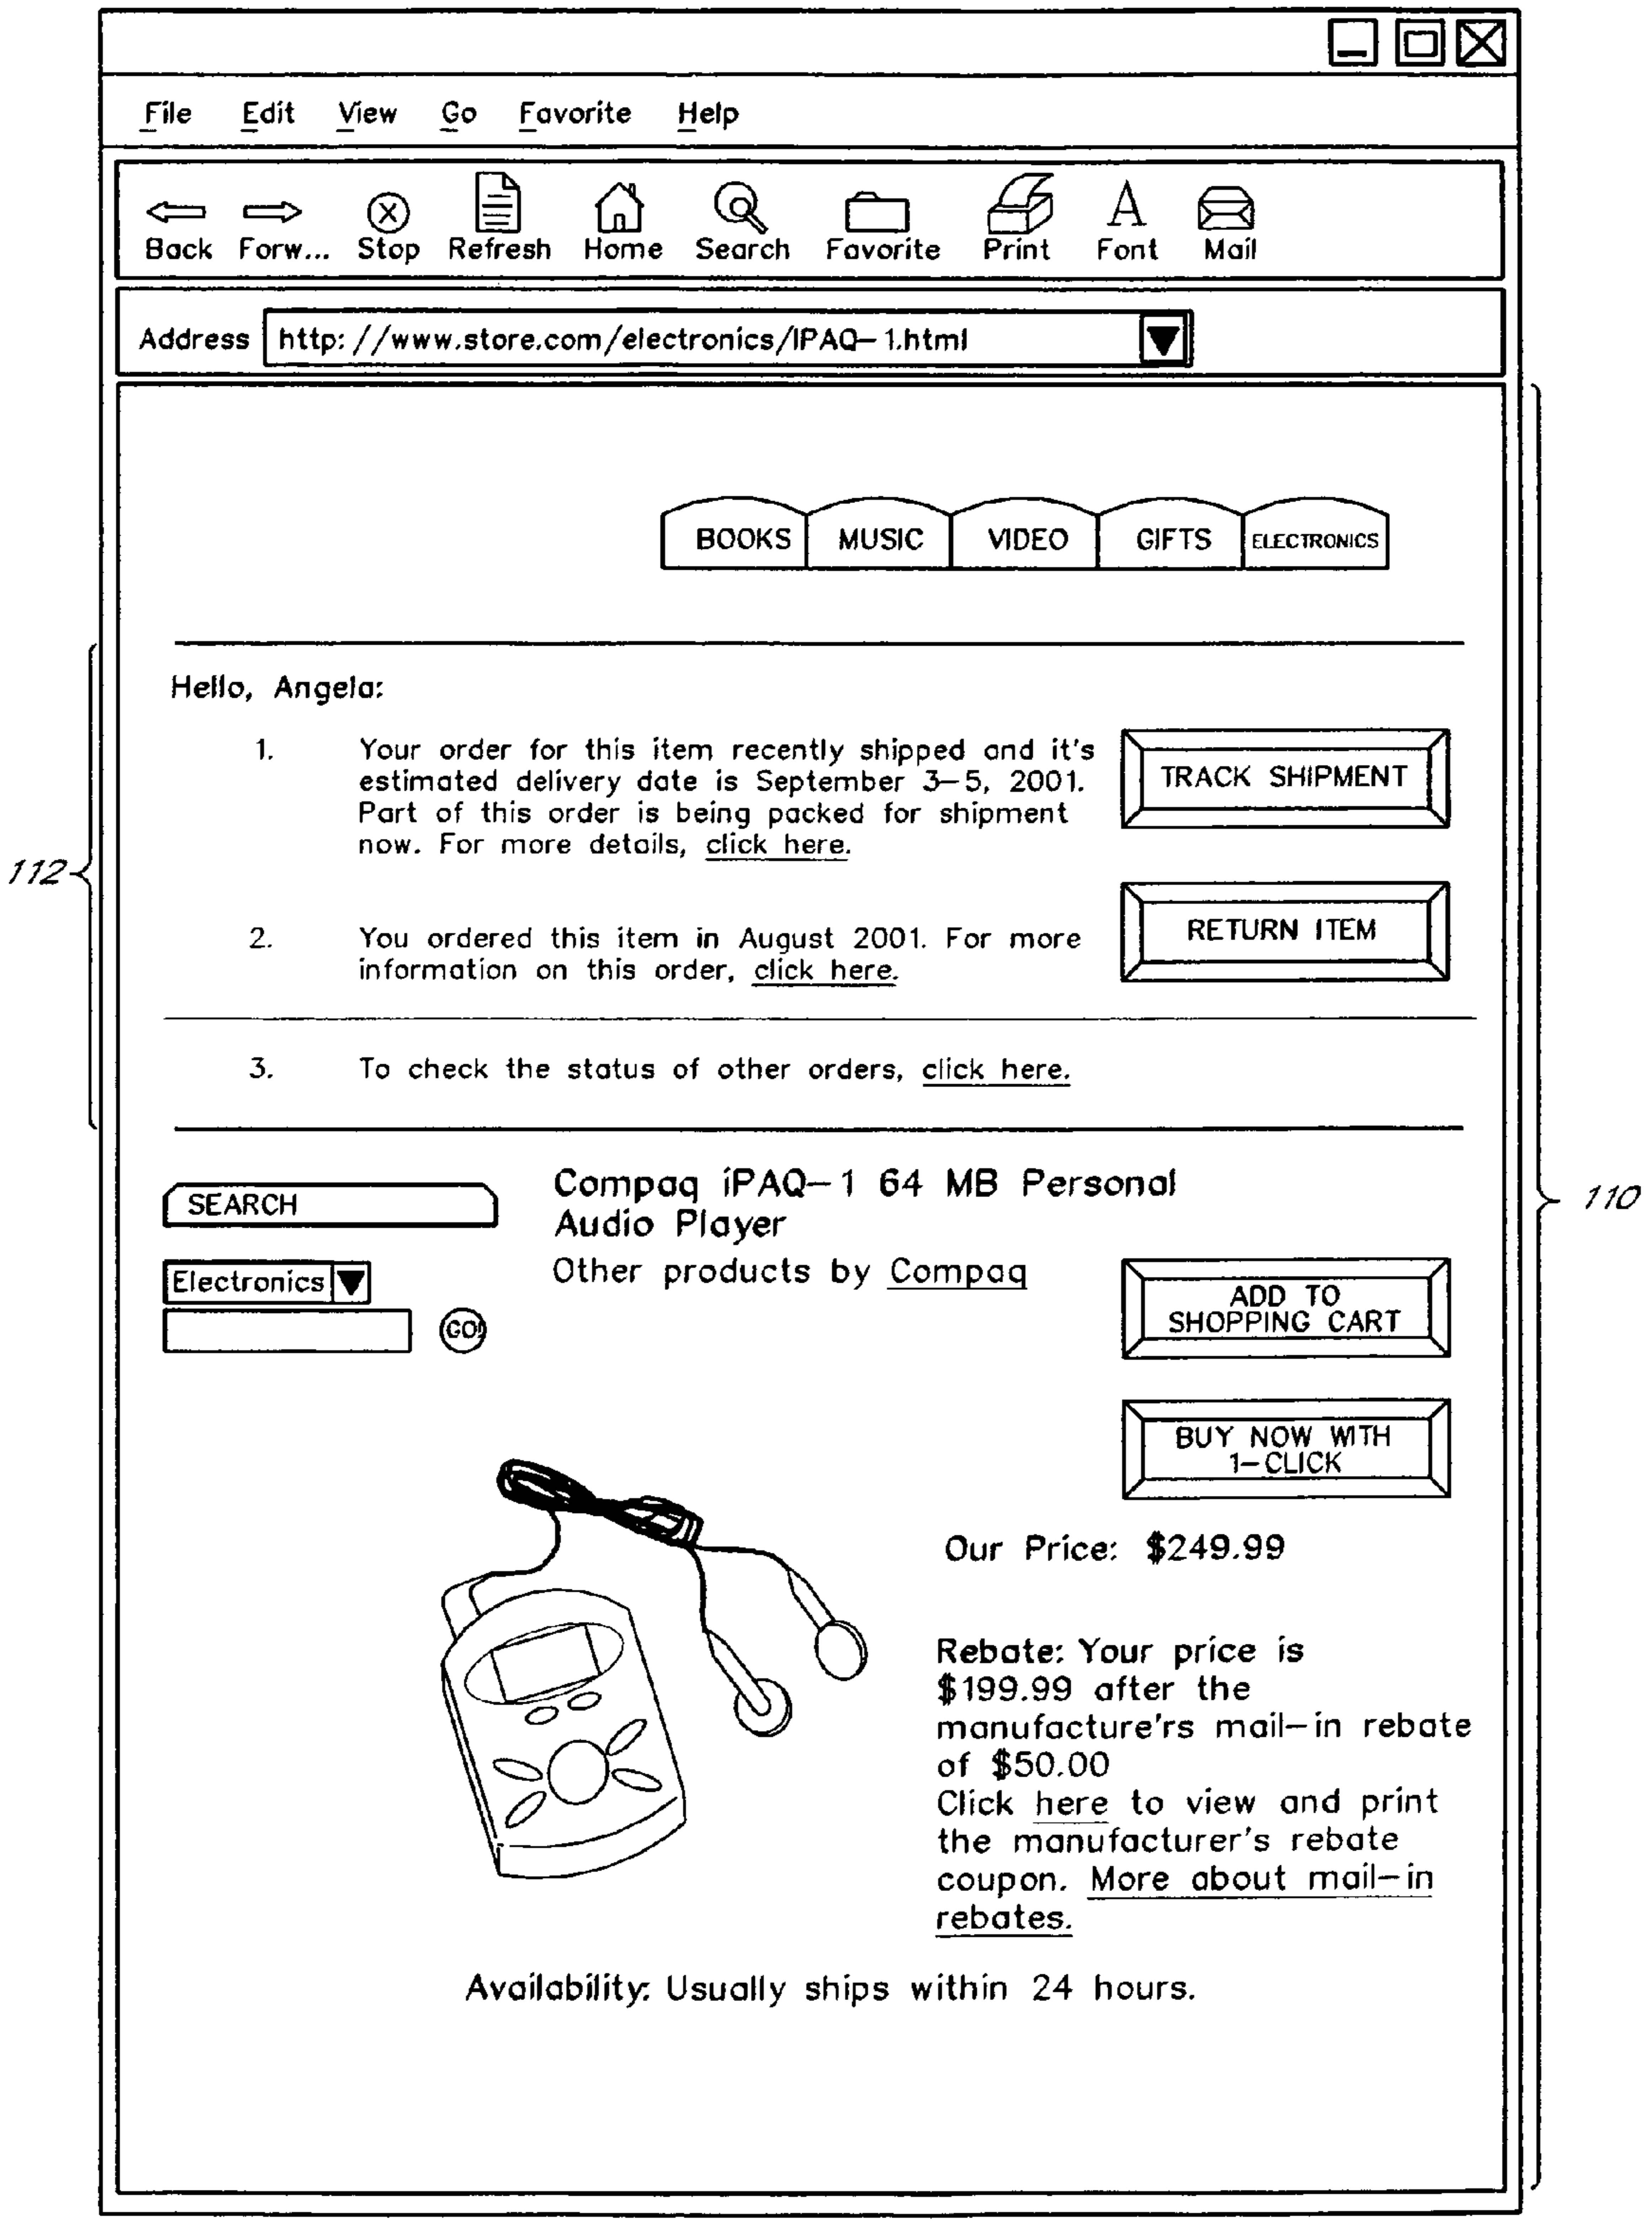 File Edit View Go Favorite Help
Back Forw... Stop Refresh Home Search Favorite Print Font Mail
Address http://www.store.com/electronics/IPAQ-1.html
BOOKS MUSIC VIDEO GIFTS ELECTRONICS
Hello, Angela:
1. Your order for this item recently shipped and it's
estimated delivery date is September 3-5, 2001.
Part of this order is being packed for shipment
now. For more details, click here.
TRACK SHIPMENT
112
2. You ordered this item in August 2001. For more
information on this order, click here.
RETURN ITEM
3. To check the status of other orders, click here.
110
SEARCH
Electronics
GO!
Compaq iPAQ-1 64 MB Personal
Audio Player
Other products by Compaq
ADD TO
SHOPPING CART
BUY NOW WITH
1-CLICK
Our Price: $249.99
Rebate: Your price is
$199.99 after the
manufacture'rs mail-in rebate
of $50.00
Click here to view and print
the manufacturer's rebate
coupon. More about mail-in
rebates.
Availability: Usually ships within 24 hours.